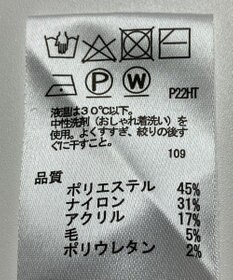 P W P22HT
液温は30℃以下。
中性洗剤(おしゃれ着洗い)を
使用。よくすすぎ、絞りの後す
ぐに干すこと。
109
品質
ポリエステル 45%
ナイロン 31%
アクリル 17%
毛 5%
ポリウレタン 2%